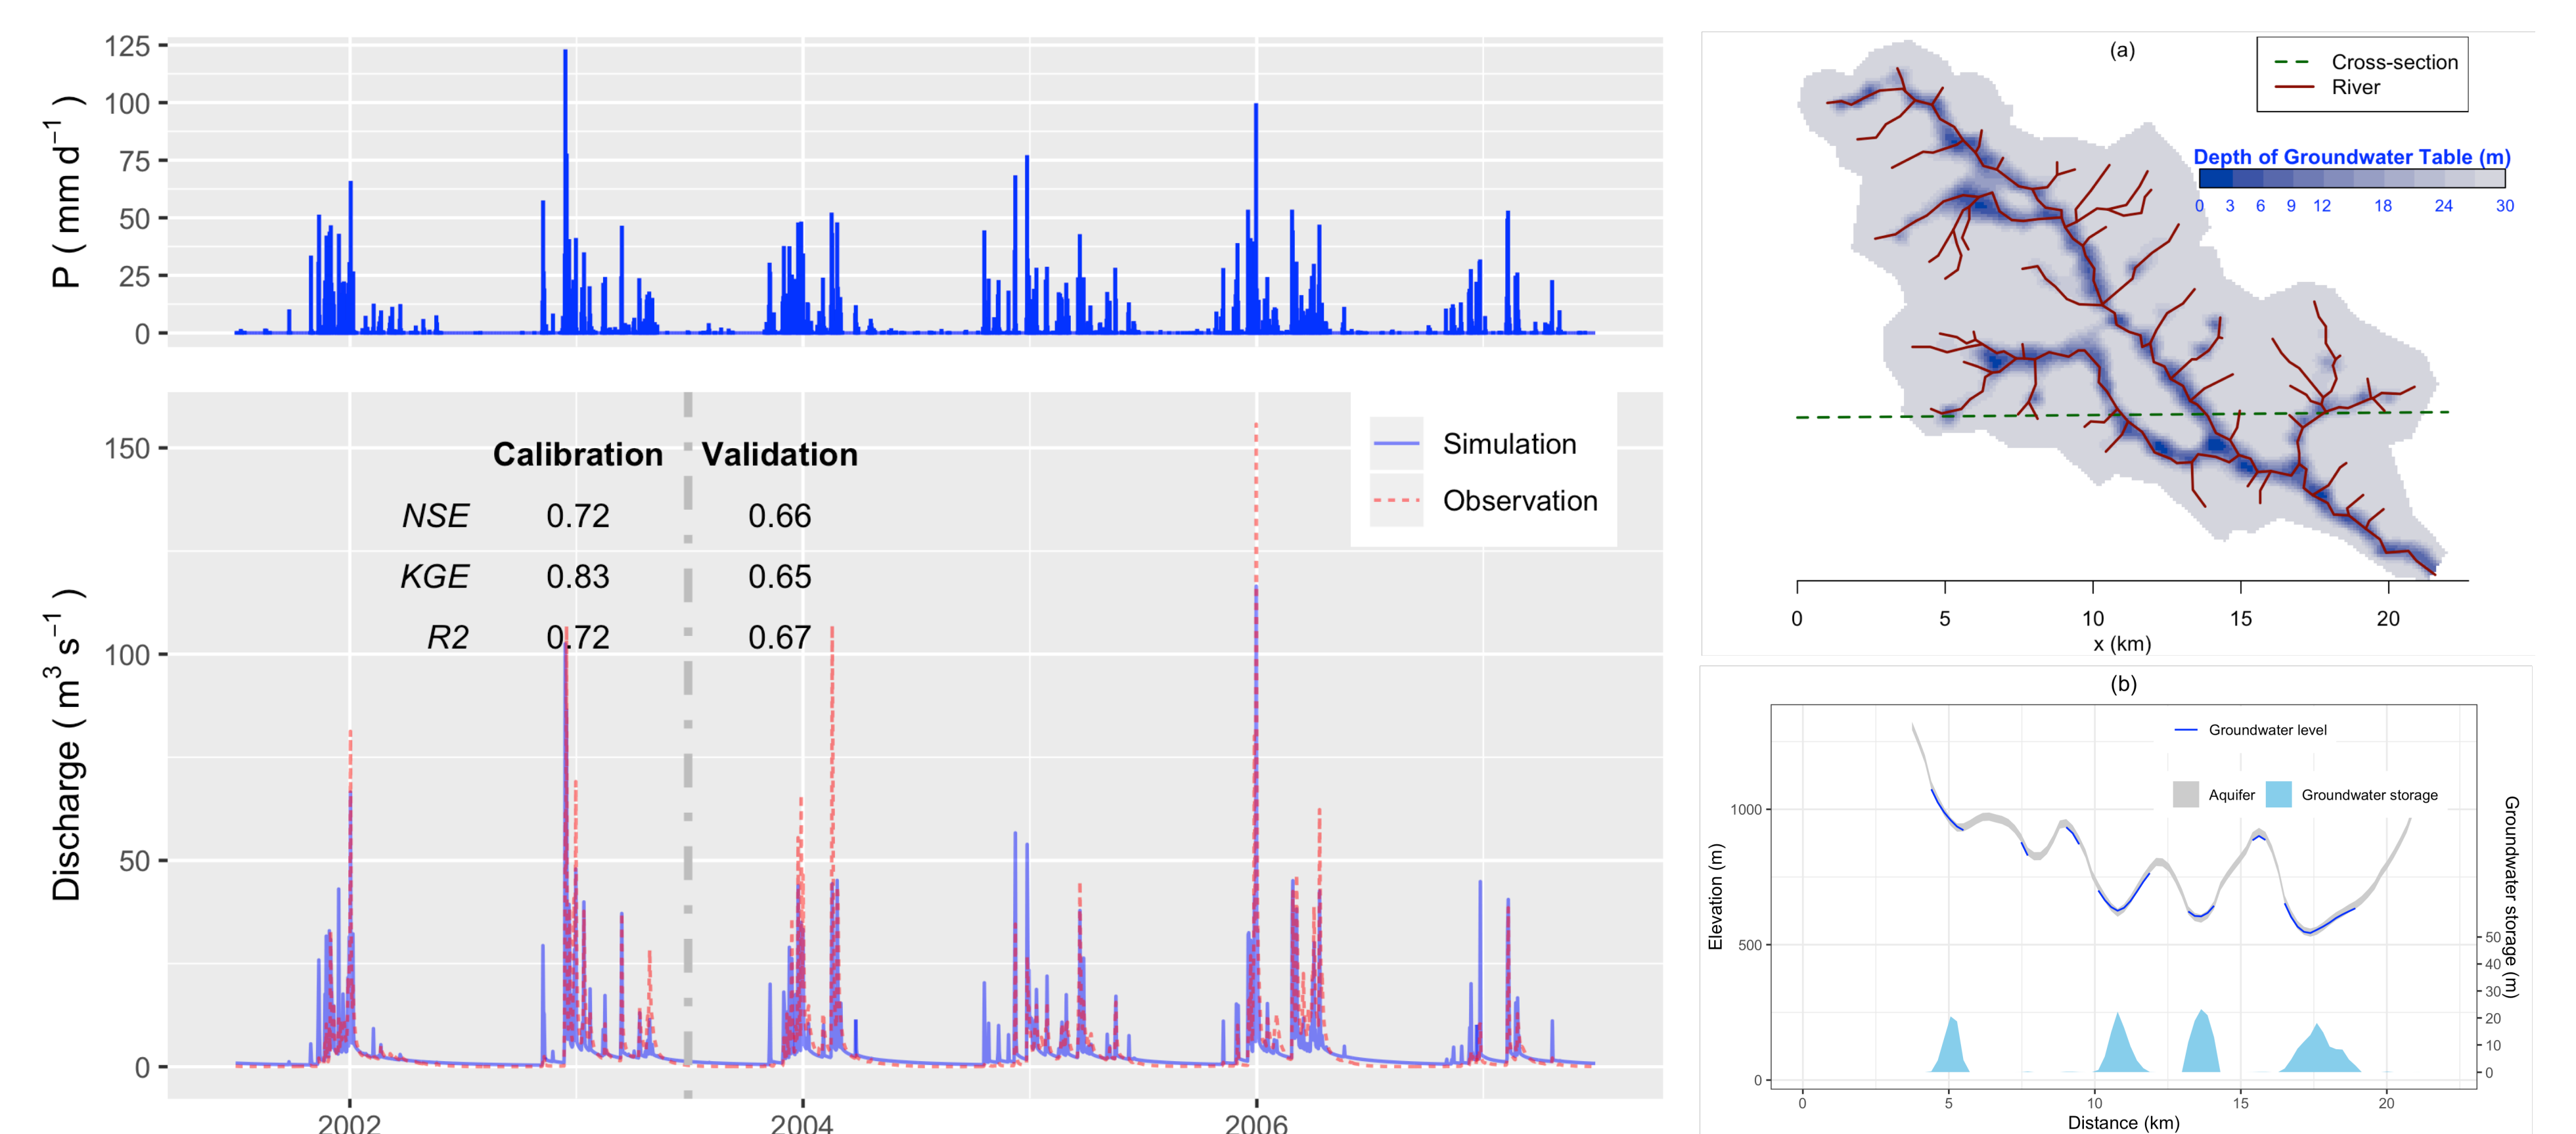 125
100
75
50
25
0
P ( mm d⁻¹ )
Calibration Validation
NSE 0.72 0.66
KGE 0.83 0.65
R2 0.72 0.67
Simulation
Observation
150
100
50
0
Discharge ( m³ s⁻¹ )
2002 2004 2006
(a)
Cross-section
River
Depth of Groundwater Table (m)
0 3 6 9 12 18 24 30
0 5 10 15 20
x (km)
(b)
Groundwater level
Aquifer Groundwater storage
1000
500
0
Elevation (m)
50
40
30
20
10
0
Groundwater storage (m)
0 5 10 15 20
Distance (km)